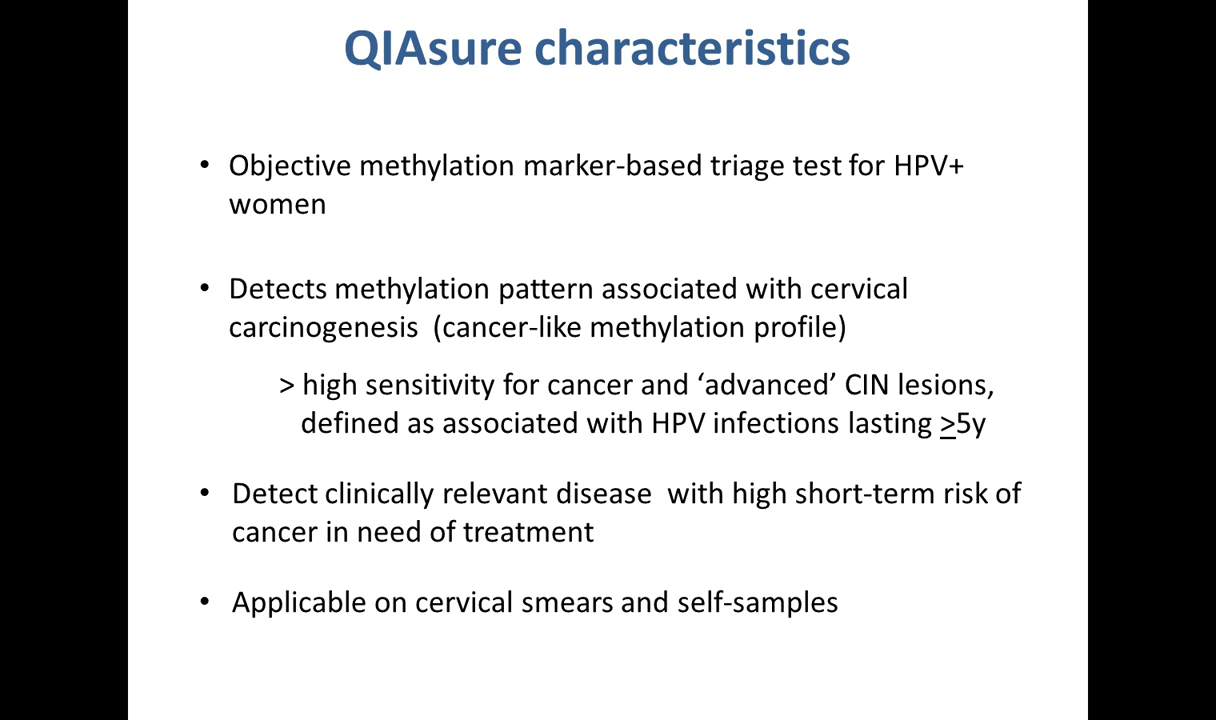 QIAsure characteristics
• Objective methylation marker-based triage test for HPV+
women
• Detects methylation pattern associated with cervical
carcinogenesis  (cancer-like methylation profile)
> high sensitivity for cancer and ‘advanced’ CIN lesions,
defined as associated with HPV infections lasting ≥5y
• Detect clinically relevant disease  with high short-term risk of
cancer in need of treatment
• Applicable on cervical smears and self-samples